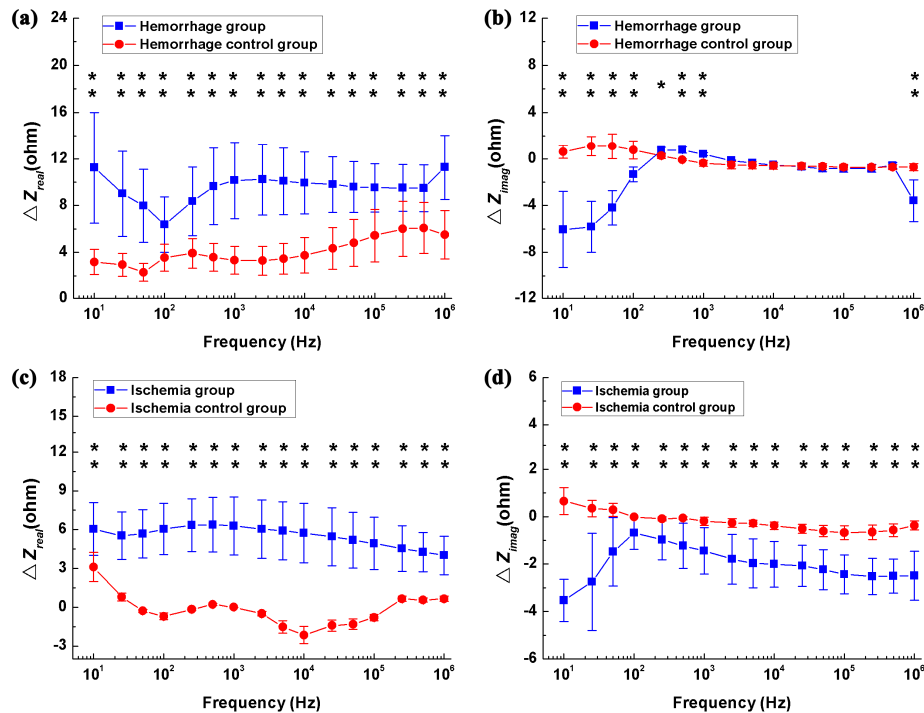 (a)
Hemorrhage group
Hemorrhage control group
24
20
16
12
8
4
0
△ Z_real (ohm)
* * * * * * * * * * * * * * *
* * * * * * * * * * * * * * *
10^1 10^2 10^3 10^4 10^5 10^6
Frequency (Hz)
(b)
Hemorrhage group
Hemorrhage control group
12
6
0
-6
-12
△ Z_imag (ohm)
* * * * * * *
* * * * * * * *
10^1 10^2 10^3 10^4 10^5 10^6
Frequency (Hz)
(c)
Ischemia group
Ischemia control group
18
15
12
9
6
3
0
-3
△ Z_real (ohm)
* * * * * * * * * * * * * * *
* * * * * * * * * * * * * * *
10^1 10^2 10^3 10^4 10^5 10^6
Frequency (Hz)
(d)
Ischemia group
Ischemia control group
6
4
2
0
-2
-4
-6
△ Z_imag (ohm)
* * * * * * * * * * * * * * *
* * * * * * * * * * * * * * *
10^1 10^2 10^3 10^4 10^5 10^6
Frequency (Hz)